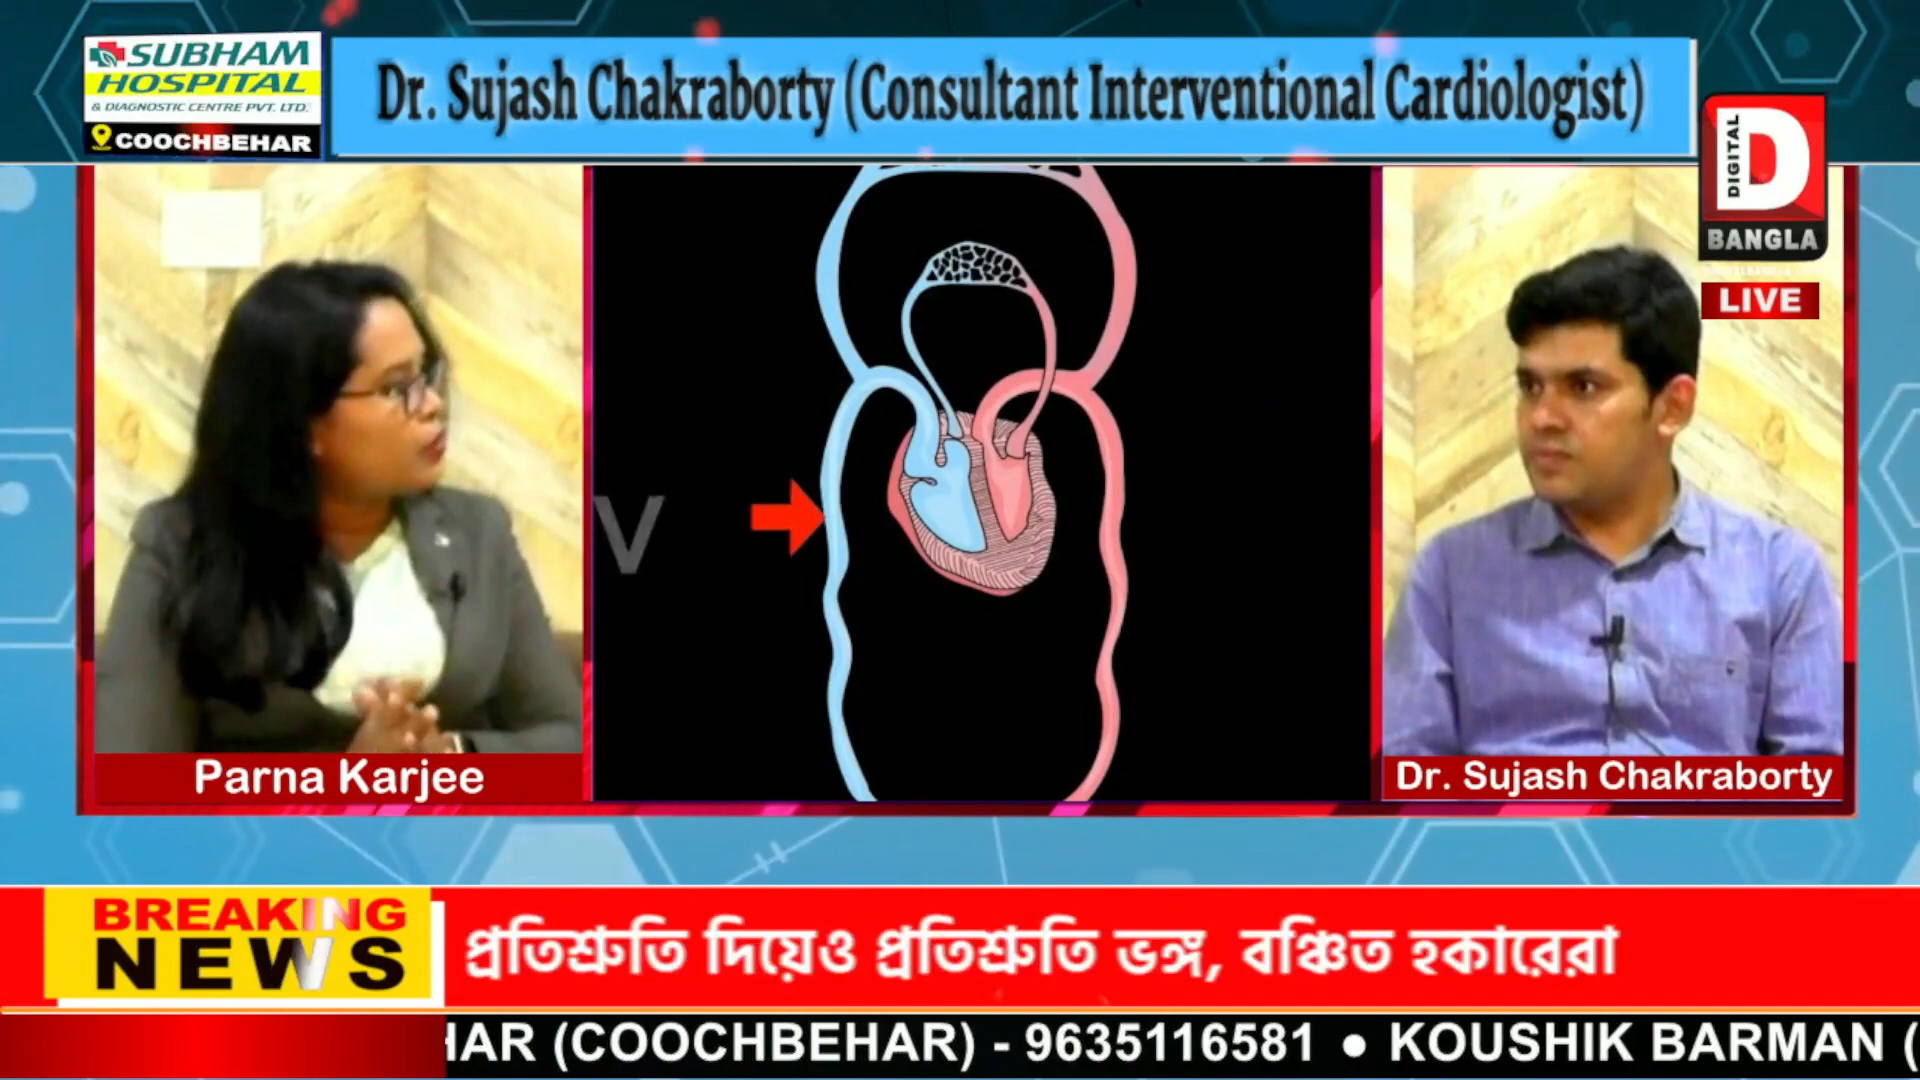 SUBHAM
HOSPITAL
& DIAGNOSTIC CENTRE PVT. LTD.
COOCHBEHAR
Dr. Sujash Chakraborty (Consultant Interventional Cardiologist)
DIGITAL
D
BANGLA
LIVE
V
Parna Karjee
Dr. Sujash Chakraborty
BREAKING
NEWS
প্রতিশ্রুতি দিয়েও প্রতিশ্রুতি ভঙ্গ, বঞ্চিত হকারেরা
HAR (COOCHBEHAR) - 9635116581 ● KOUSHIK BARMAN (